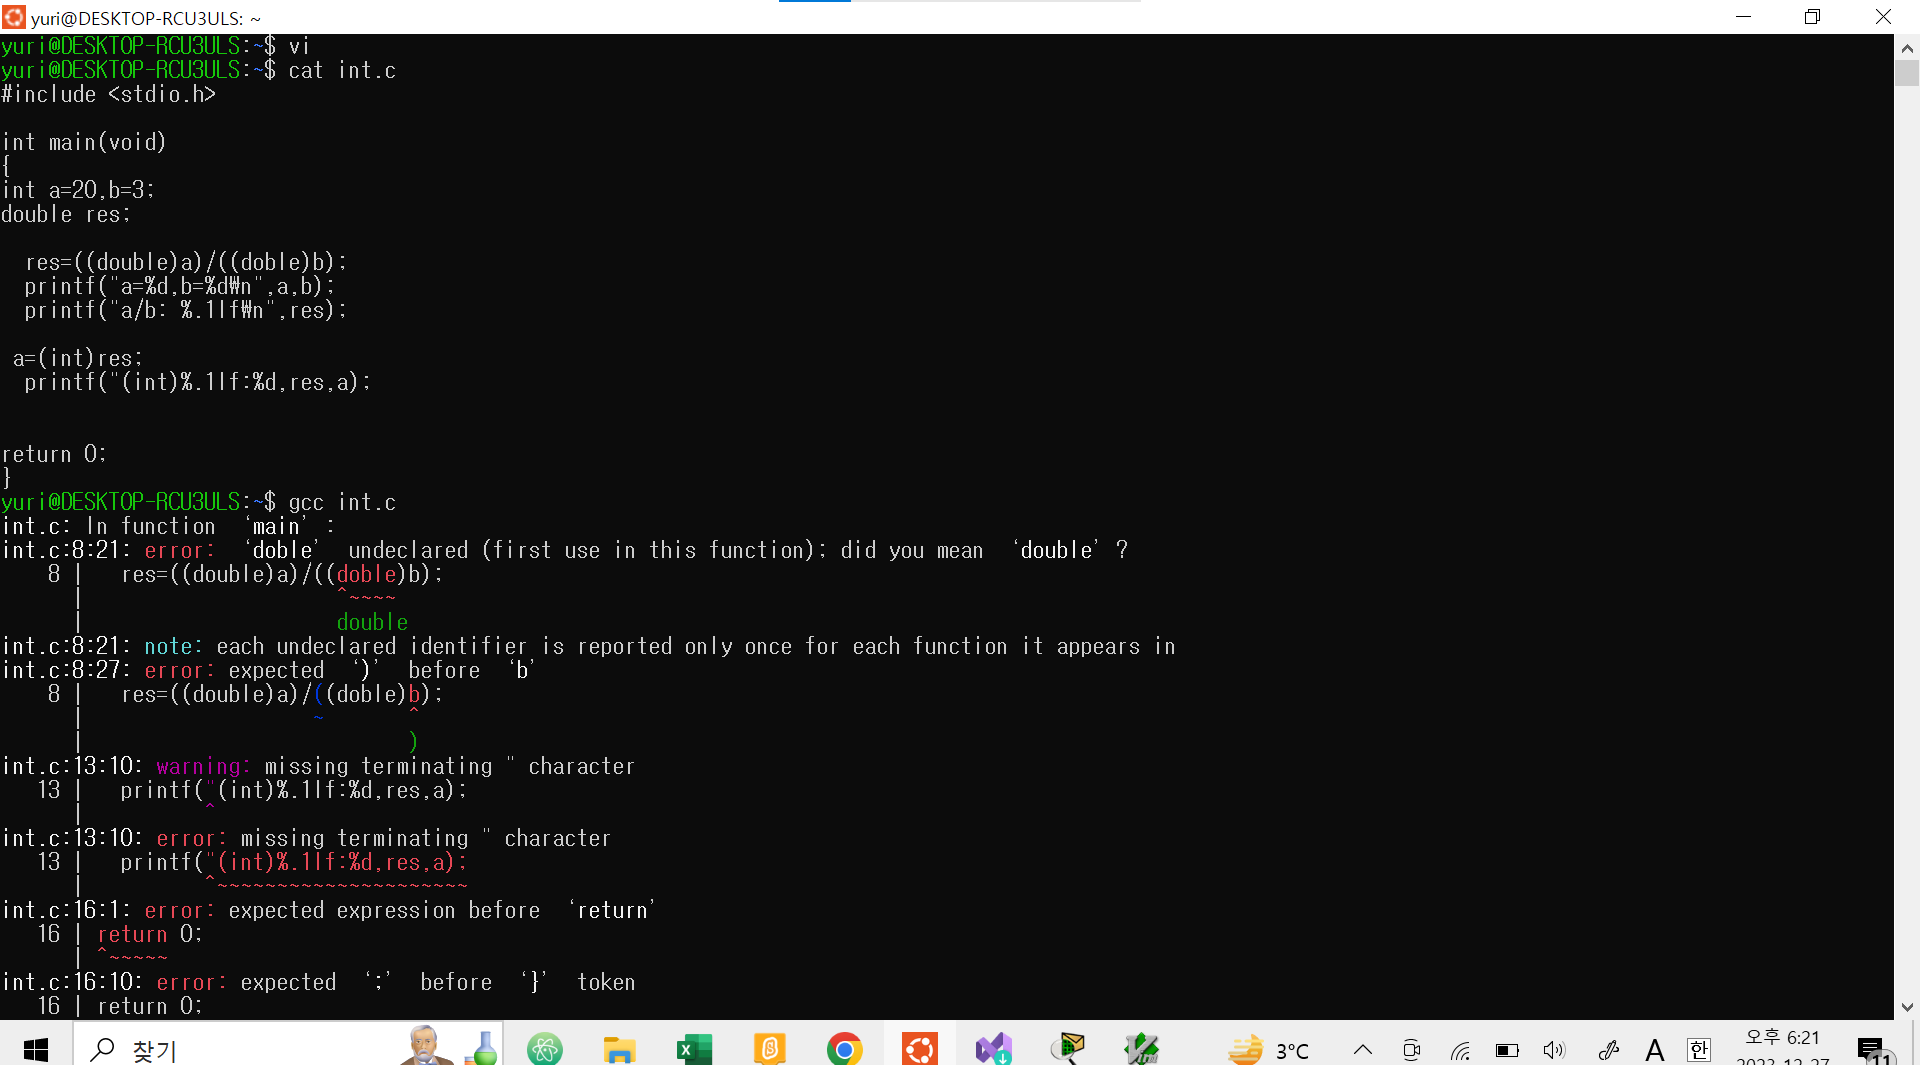 yuri@DESKTOP-RCU3ULS: ~
yuri@DESKTOP-RCU3ULS:~$ vi
yuri@DESKTOP-RCU3ULS:~$ cat int.c
#include <stdio.h>
int main(void)
{
int a=20,b=3;
double res;
res=((double)a)/((doble)b);
printf("a=%d,b=%d₩n",a,b);
printf("a/b: %.1lf₩n",res);
a=(int)res;
printf("(int)%.1lf:%d,res,a);
return 0;
}
yuri@DESKTOP-RCU3ULS:~$ gcc int.c
int.c: In function ‘main’:
int.c:8:21: error: ‘doble’ undeclared (first use in this function); did you mean ‘double’?
8 | res=((double)a)/((doble)b);
| ^~~~~
| double
int.c:8:21: note: each undeclared identifier is reported only once for each function it appears in
int.c:8:27: error: expected ‘)’ before ‘b’
8 | res=((double)a)/((doble)b);
| ~ ^
| )
int.c:13:10: warning: missing terminating " character
13 | printf("(int)%.1lf:%d,res,a);
| ^
int.c:13:10: error: missing terminating " character
13 | printf("(int)%.1lf:%d,res,a);
| ^~~~~~~~~~~~~~~~~~~~~~
int.c:16:1: error: expected expression before ‘return’
16 | return 0;
| ^~~~~~
int.c:16:10: error: expected ‘;’ before ‘}’ token
16 | return 0;
찾기
3°C
A
한
오후 6:21
2023-12-27
11